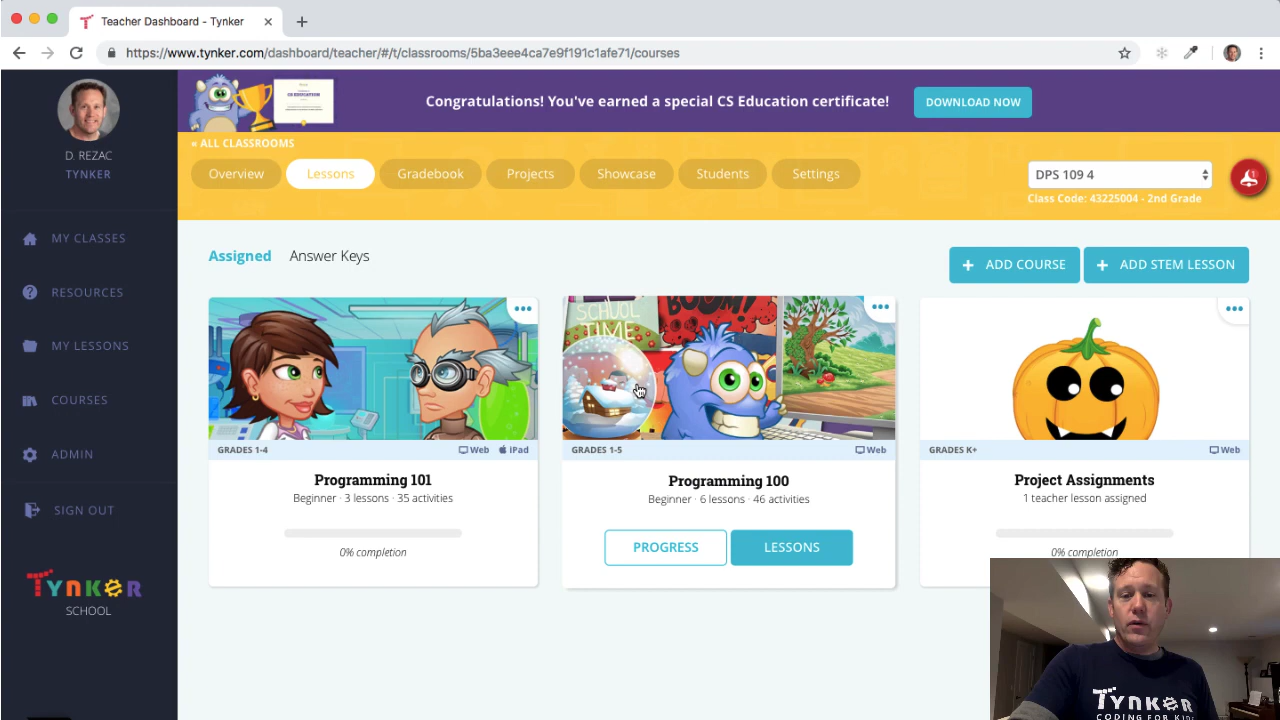 Teacher Dashboard - Tynker
https://www.tynker.com/dashboard/teacher/#/t/classrooms/5ba3eee4ca7e9f191c1afe71/courses
D. REZAC
TYNKER
MY CLASSES
RESOURCES
MY LESSONS
COURSES
ADMIN
SIGN OUT
TYNKER
SCHOOL
CS EDUCATION
Congratulations! You've earned a special CS Education certificate!
DOWNLOAD NOW
« ALL CLASSROOMS
Overview
Lessons
Gradebook
Projects
Showcase
Students
Settings
DPS 109 4
Class Code: 43225004 - 2nd Grade
1
Assigned
Answer Keys
+ ADD COURSE
+ ADD STEM LESSON
GRADES 1-4
Web
iPad
Programming 101
Beginner · 3 lessons · 35 activities
0% completion
SCHOOL
TIME
BOOM!
GRADES 1-5
Web
Programming 100
Beginner · 6 lessons · 46 activities
PROGRESS
LESSONS
GRADES K+
Web
Project Assignments
1 teacher lesson assigned
0% completion
TYNKER
CODING FOR KIDS